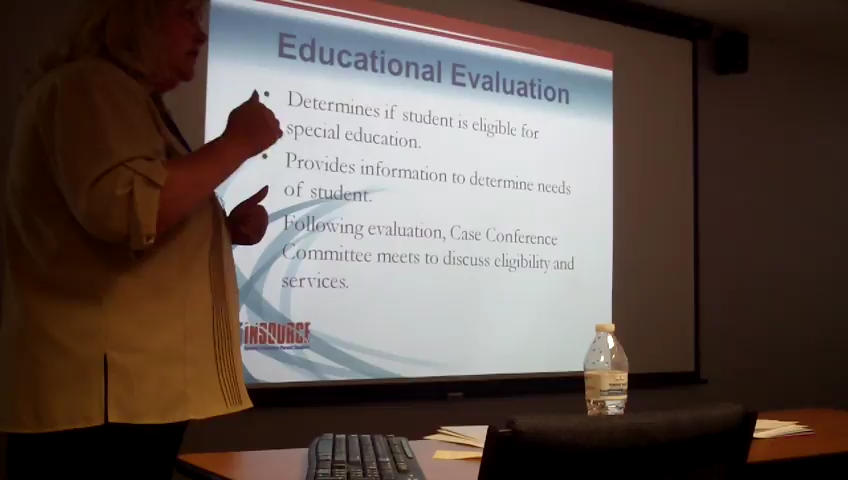 Educational Evaluation
• Determines if student is eligible for
special education.
• Provides information to determine needs
of student.
Following evaluation, Case Conference
Committee meets to discuss eligibility and
services.
INSOURCE